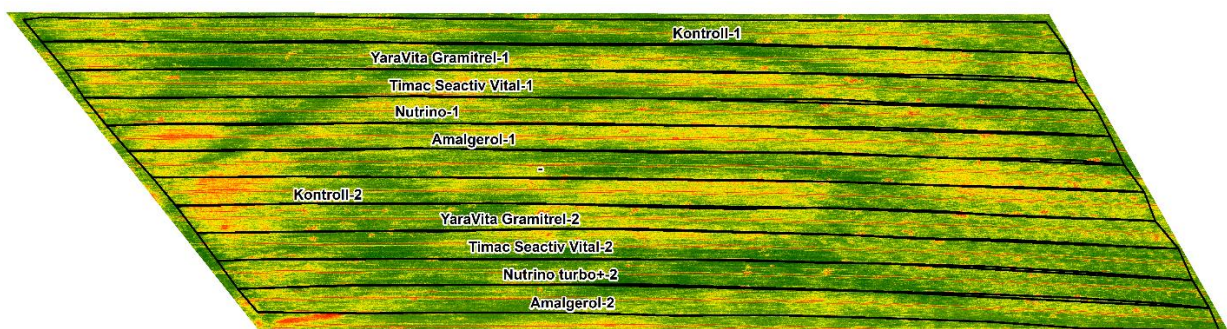 Kontroll-1
YaraVita Gramitrel-1
Timac Seactiv Vital-1
Nutrino-1
Amalgerol-1
-
Kontroll-2
YaraVita Gramitrel-2
Timac Seactiv Vital-2
Nutrino turbo+-2
Amalgerol-2